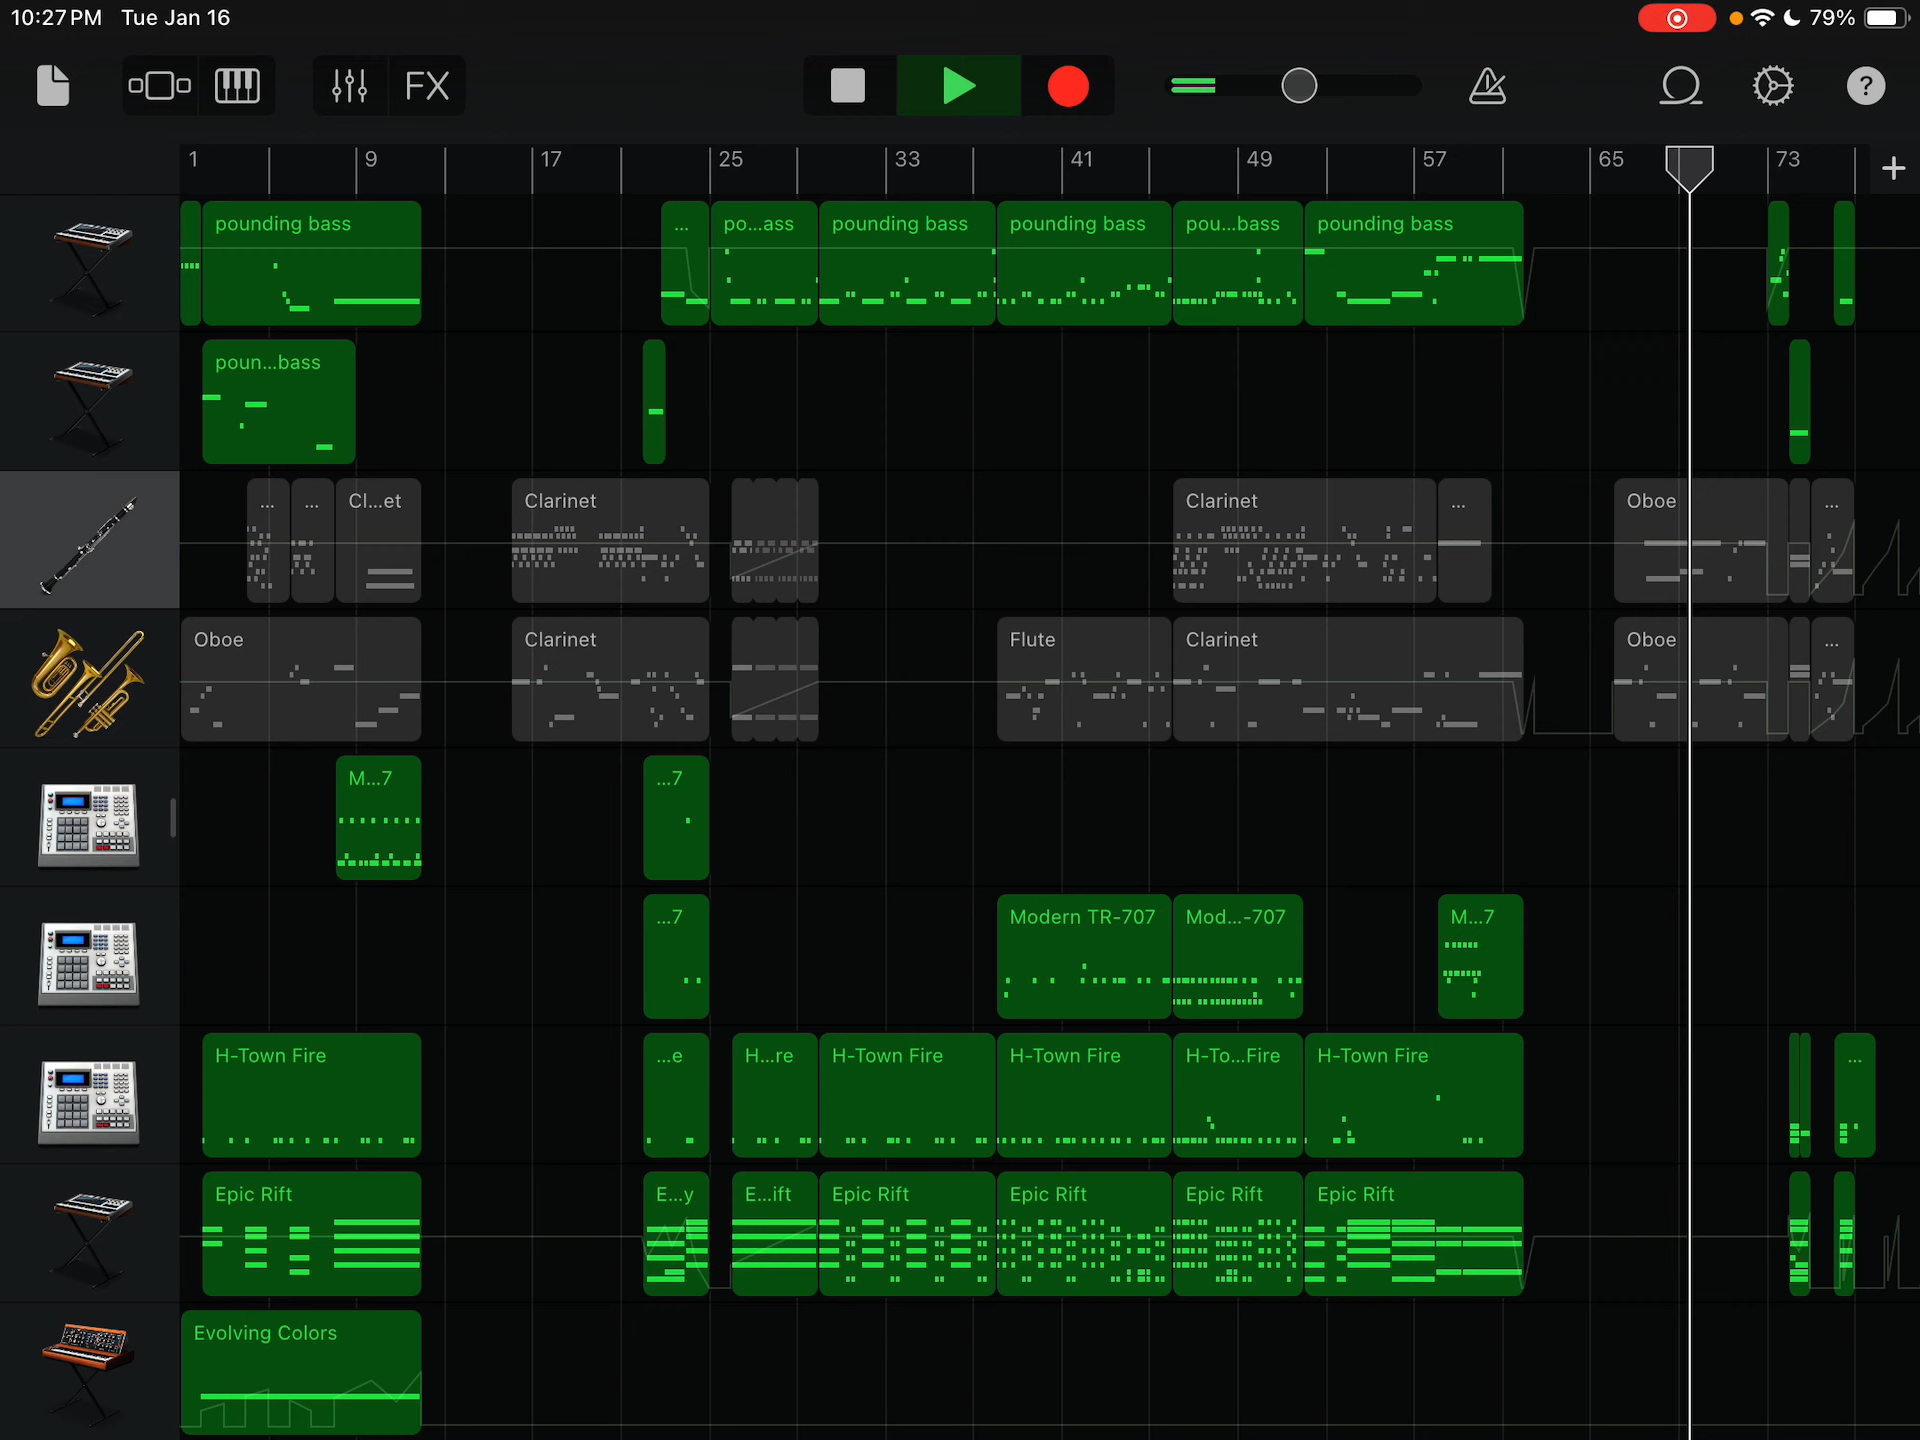 10:27 PM Tue Jan 16 79%
FX ?
1 9 17 25 33 41 49 57 65 73 +
pounding bass ... po...ass pounding bass pounding bass pou...bass pounding bass
poun...bass
... ... Cl...et Clarinet Clarinet ... Oboe ...
Oboe Clarinet Flute Clarinet Oboe ...
M...7 ...7
...7 Modern TR-707 Mod...-707 M...7
H-Town Fire ...e H...re H-Town Fire H-Town Fire H-To...Fire H-Town Fire ...
Epic Rift E...y E...ift Epic Rift Epic Rift Epic Rift Epic Rift
Evolving Colors